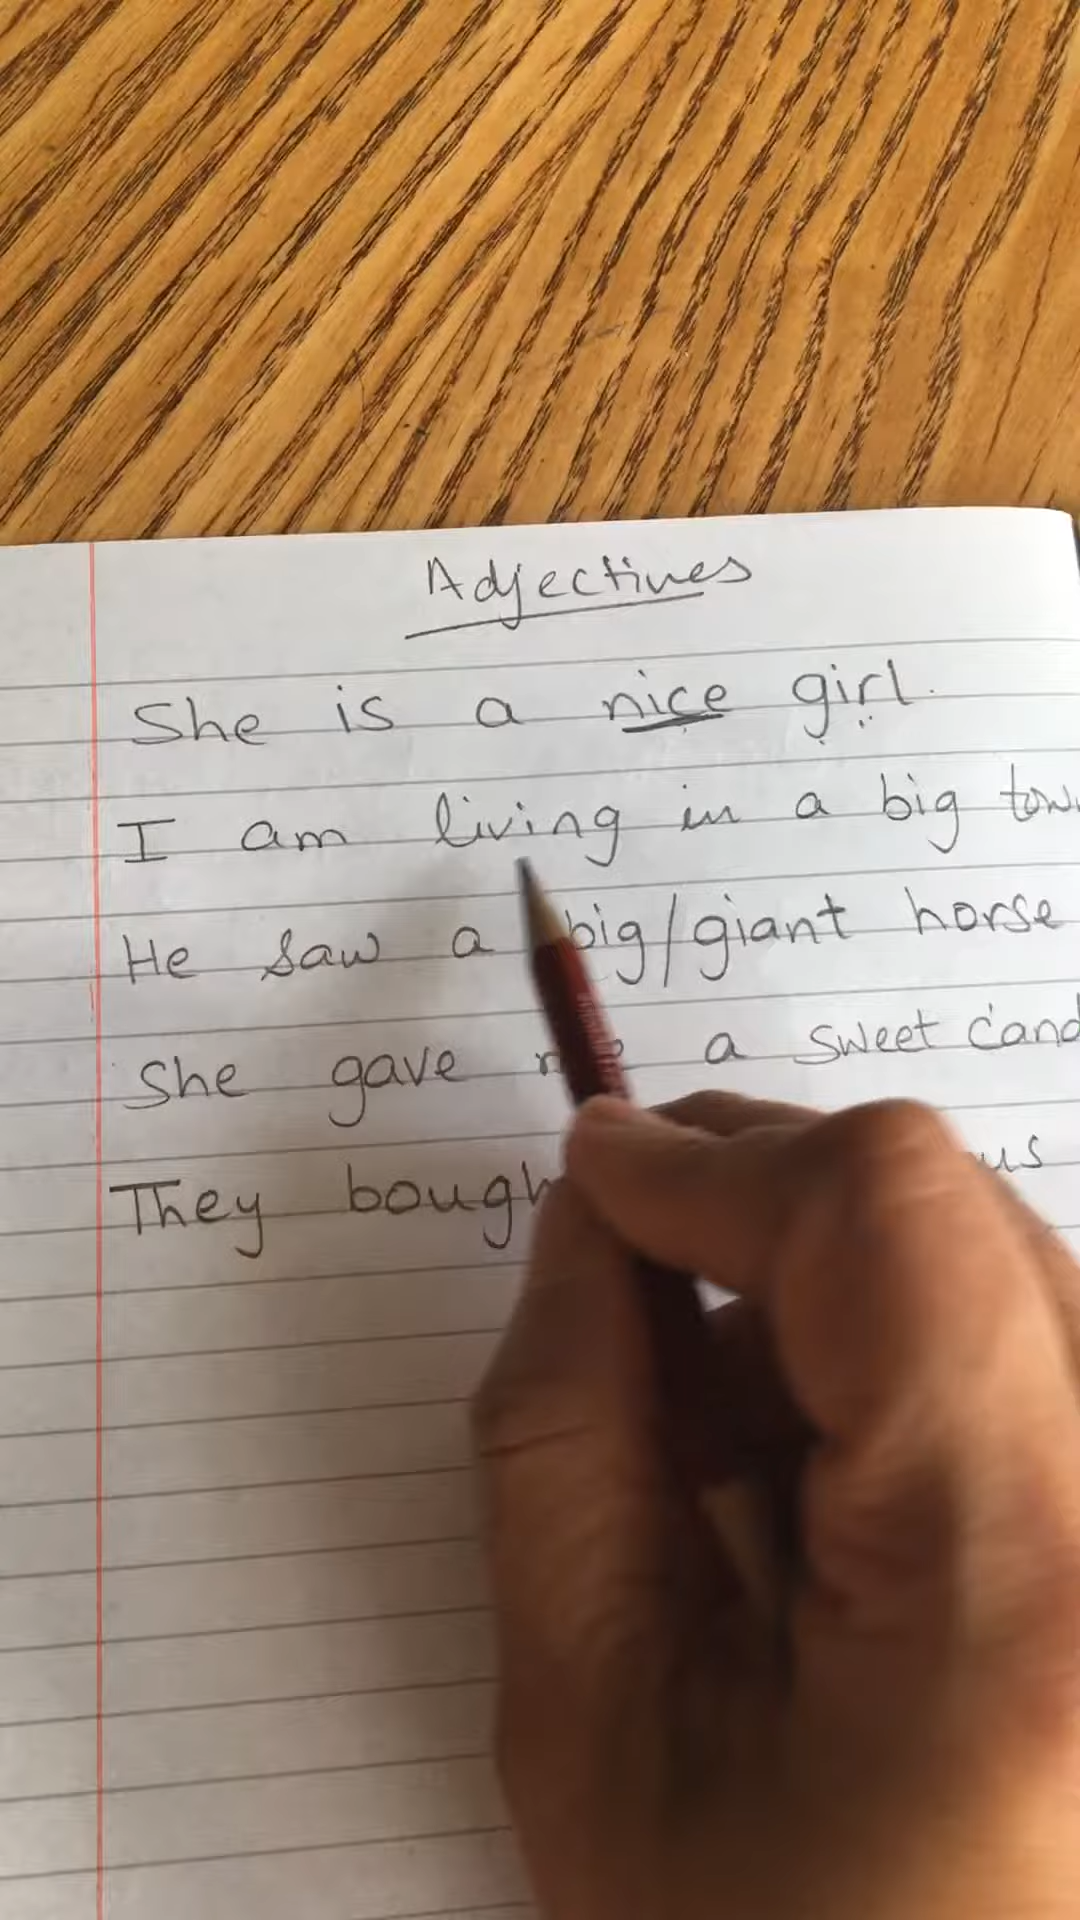 Adjectives
She is a nice girl.
I am living in a big
He saw a big/giant horse
She gave a sweet
They